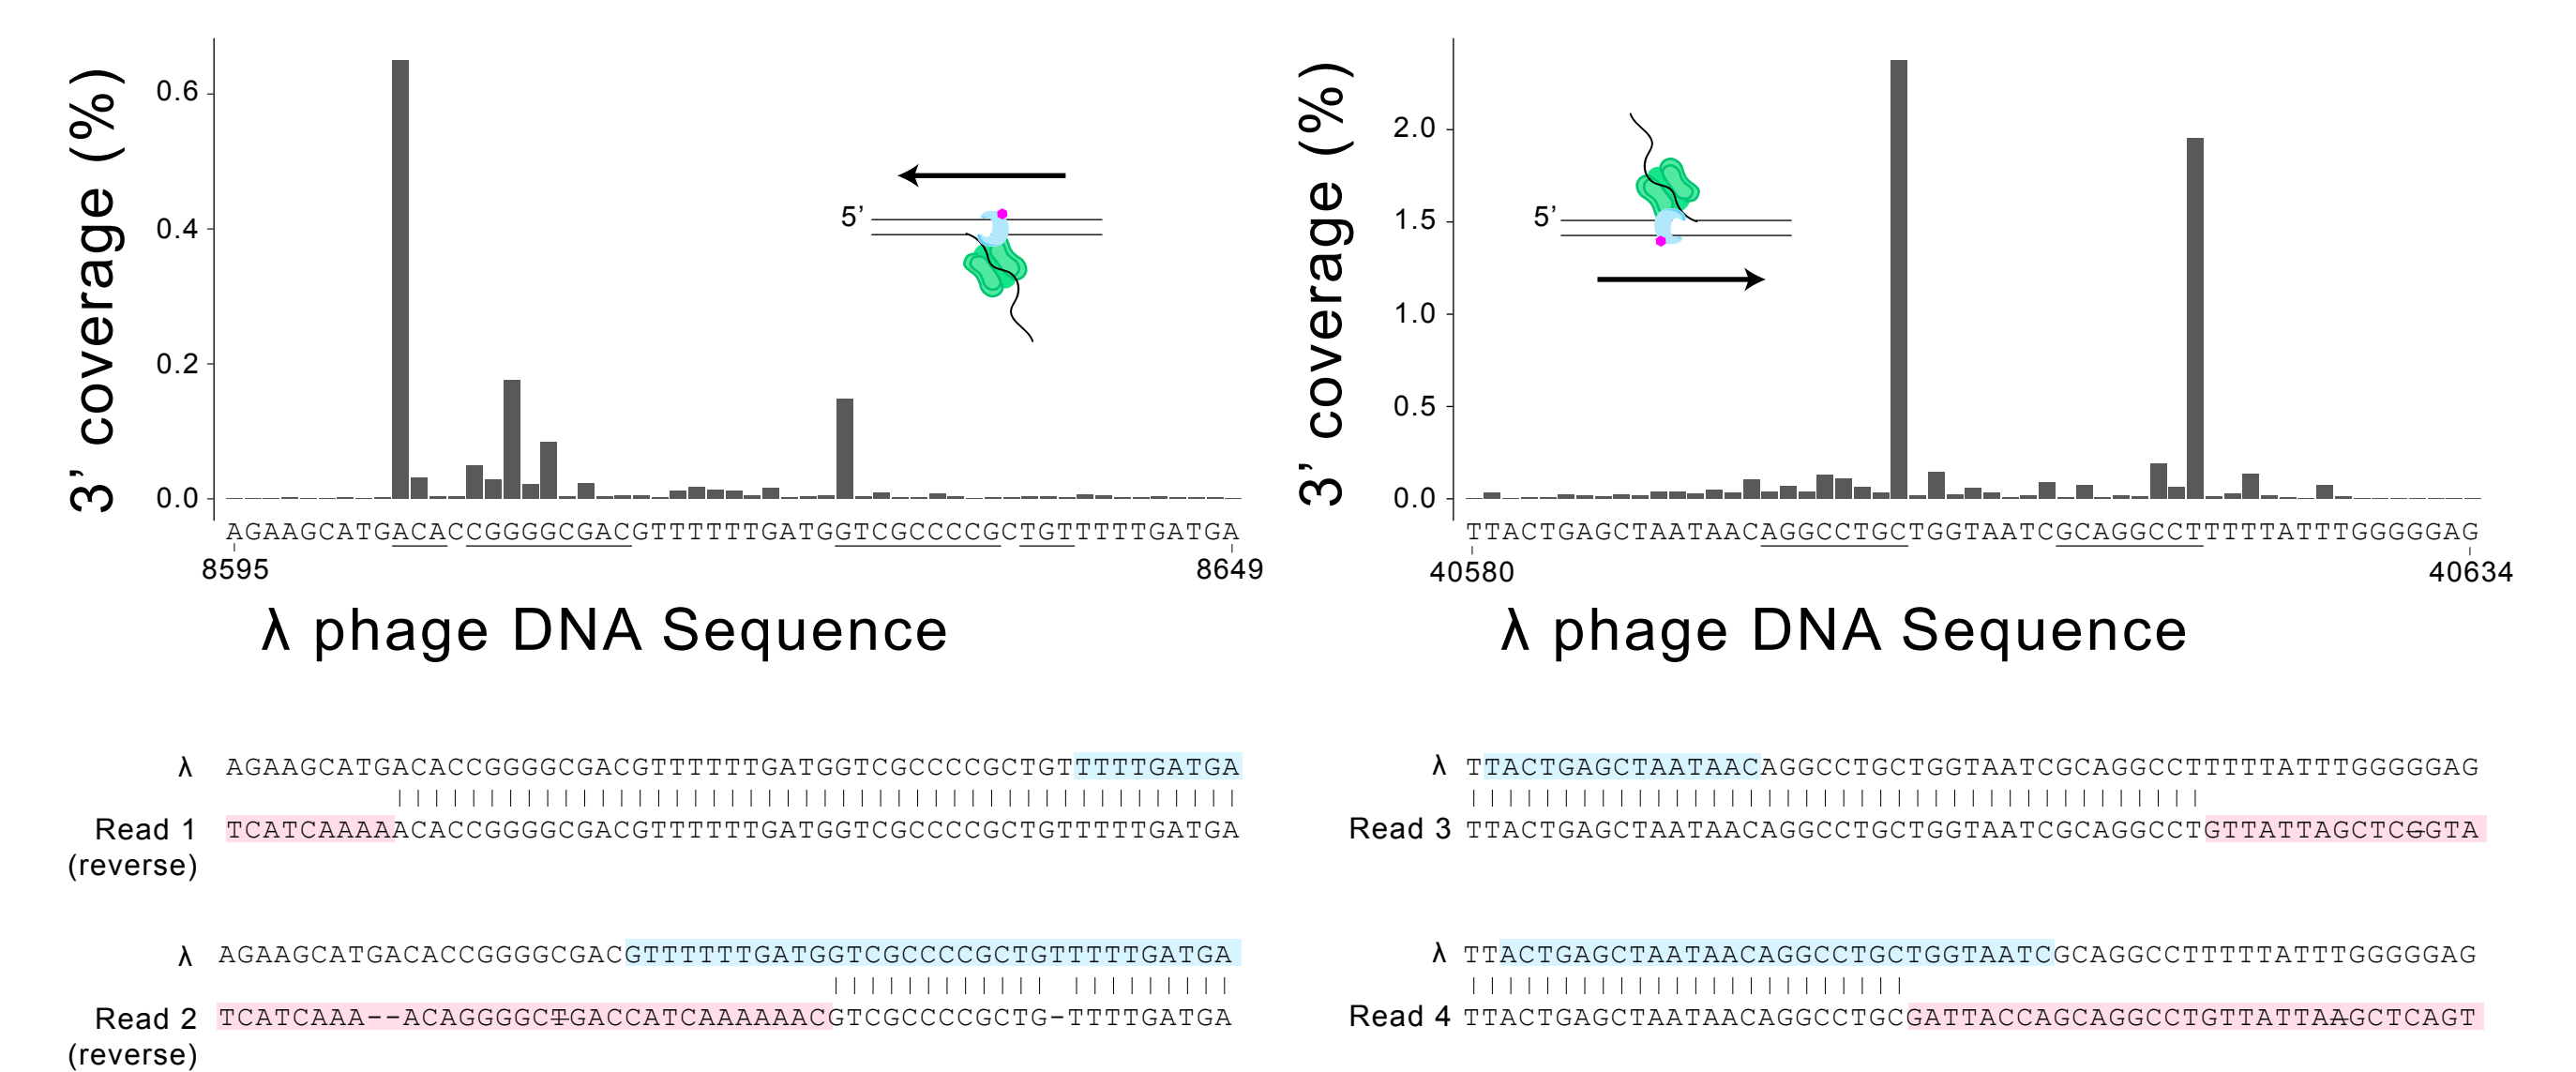 3’ coverage (%)
0.6
0.4
0.2
0.0
5’
AGAAGCATGACACCGGGGCGACGTTTTTTGATGGTCGCCCCGCTGTTTTTGATGA
8595 8649
λ phage DNA Sequence
3’ coverage (%)
2.0
1.5
1.0
0.5
0.0
5’
TTACTGAGCTAATAACAGGCCTGCTGGTAATCGCAGGCCTTTTTATTTGGGGGAG
40580 40634
λ phage DNA Sequence
λ AGAAGCATGACACCGGGGCGACGTTTTTTGATGGTCGCCCCGCTGTTTTTGATGA
Read 1 TCATCAAAAACACCGGGGCGACGTTTTTTGATGGTCGCCCCGCTGTTTTTGATGA
(reverse)
λ AGAAGCATGACACCGGGGCGACGTTTTTTGATGGTCGCCCCGCTGTTTTTGATGA
Read 2 TCATCAAA--ACAGGGGCTGACCATCAAAAAACGTCGCCCCGCTG-TTTTGATGA
(reverse)
λ TTACTGAGCTAATAACAGGCCTGCTGGTAATCGCAGGCCTTTTTATTTGGGGGAG
Read 3 TTACTGAGCTAATAACAGGCCTGCTGGTAATCGCAGGCCTGTTATTAGCTCGGTA
λ TTACTGAGCTAATAACAGGCCTGCTGGTAATCGCAGGCCTTTTTATTTGGGGGAG
Read 4 TTACTGAGCTAATAACAGGCCTGCGATTACCAGCAGGCCTGTTATTAAGCTCAGT